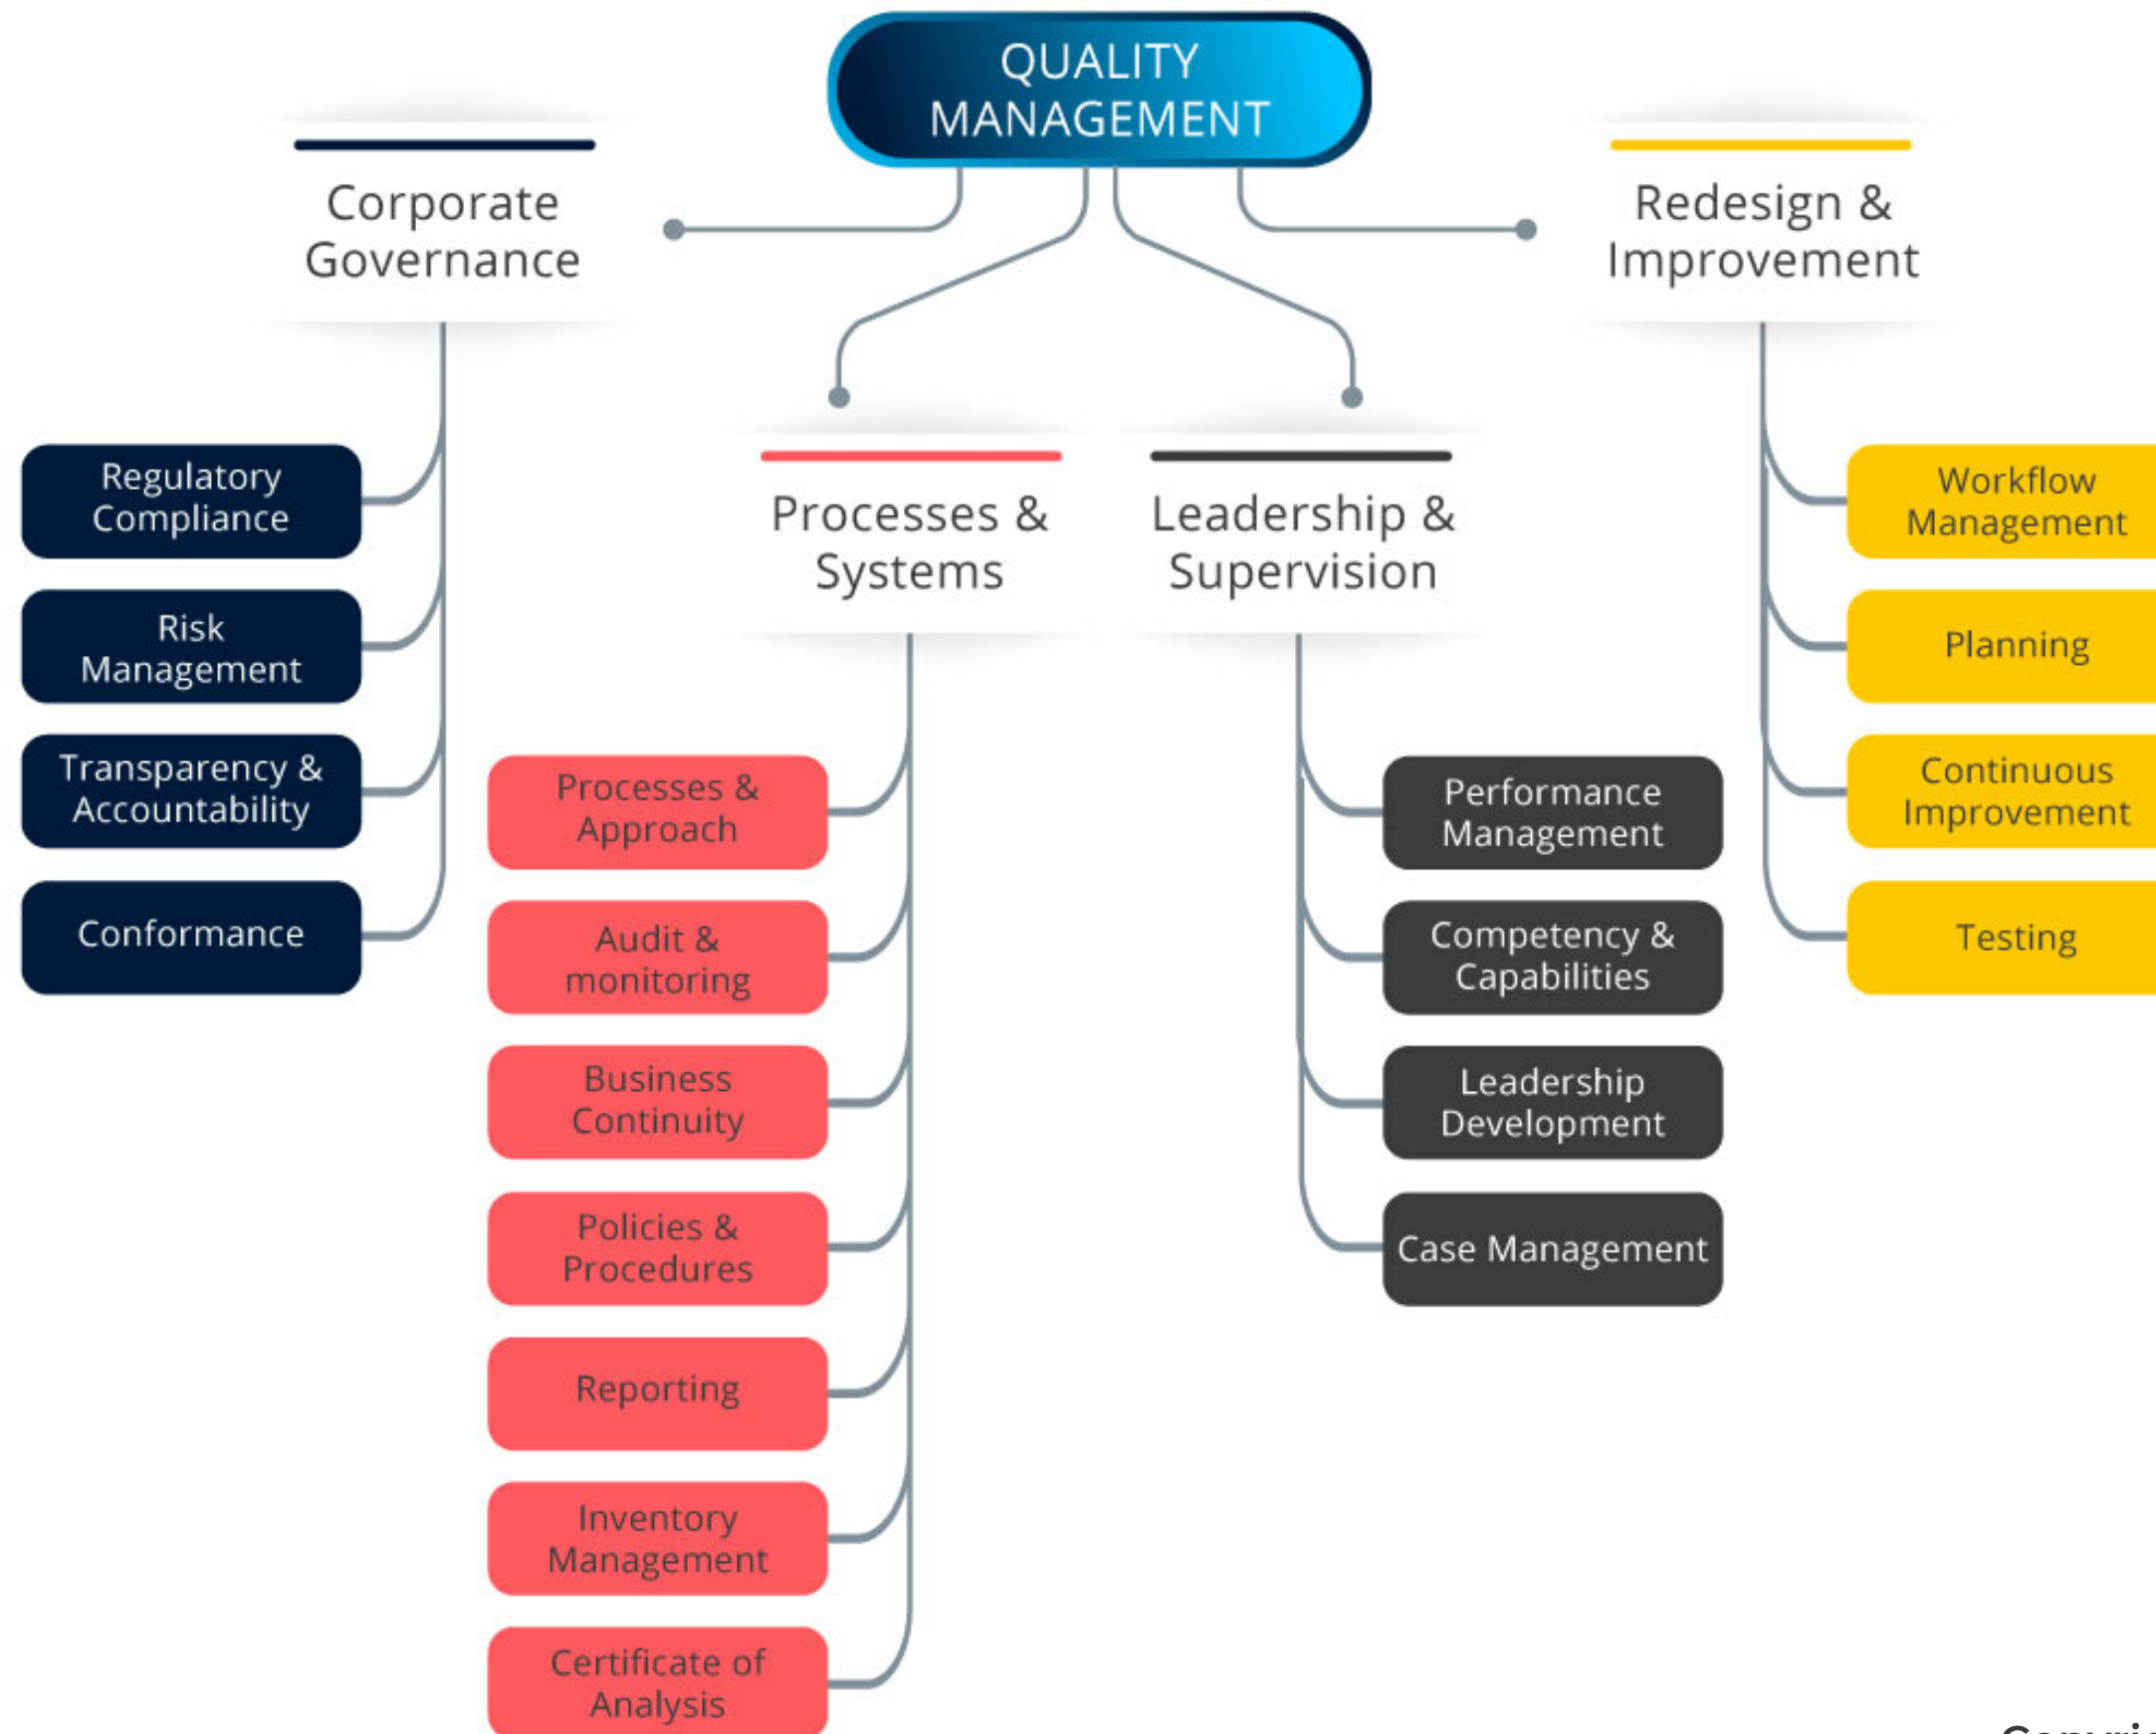 QUALITY
MANAGEMENT
Corporate
Governance
Regulatory
Compliance
Risk
Management
Transparency &
Accountability
Conformance
Processes &
Systems
Processes &
Approach
Audit &
monitoring
Business
Continuity
Policies &
Procedures
Reporting
Inventory
Management
Certificate of
Analysis
Leadership &
Supervision
Performance
Management
Competency &
Capabilities
Leadership
Development
Case Management
Redesign &
Improvement
Workflow
Management
Planning
Continuous
Improvement
Testing